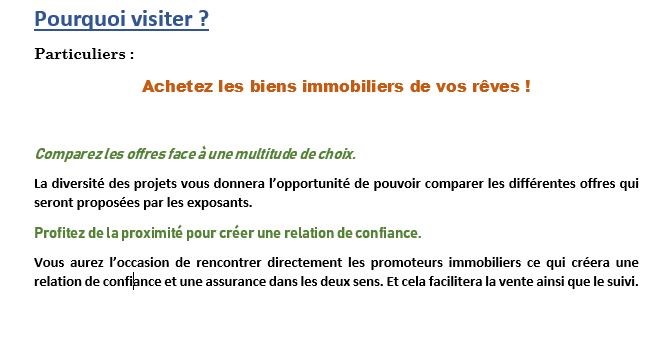 Pourquoi visiter ?
Particuliers :
Achetez les biens immobiliers de vos rêves !
Comparez les offres face à une multitude de choix.
La diversité des projets vous donnera l’opportunité de pouvoir comparer les différentes offres qui
seront proposées par les exposants.
Profitez de la proximité pour créer une relation de confiance.
Vous aurez l’occasion de rencontrer directement les promoteurs immobiliers ce qui créera une
relation de confiance et une assurance dans les deux sens. Et cela facilitera la vente ainsi que le suivi.